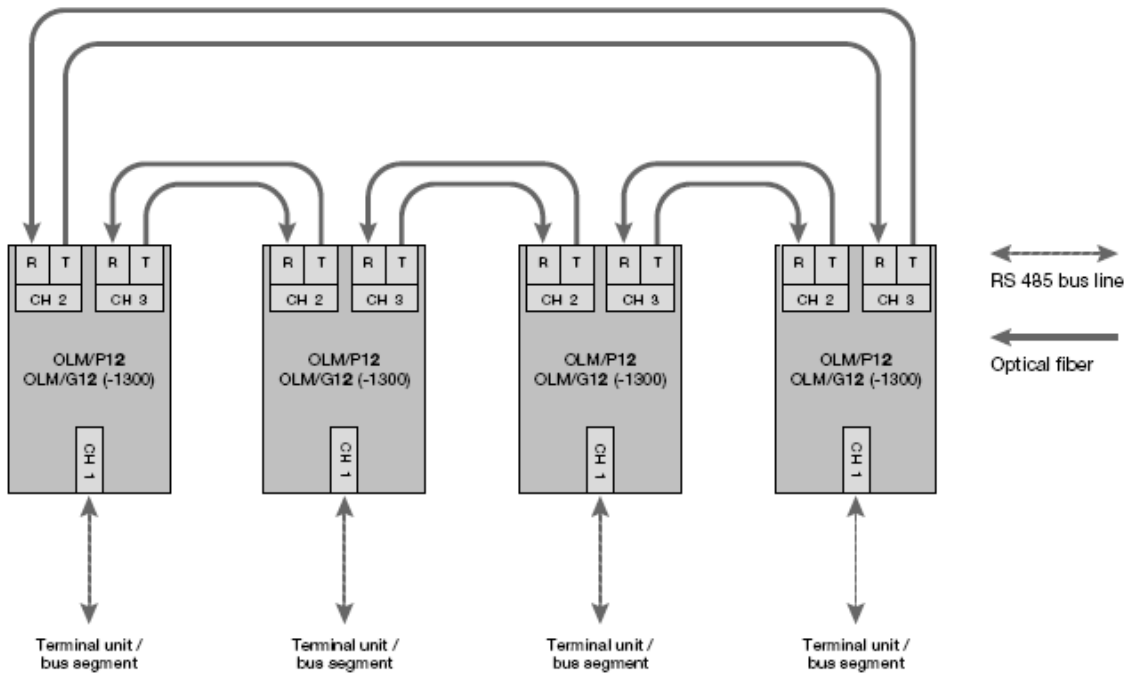 R T R T
CH 2 CH 3
OLM/P12
OLM/G12 (-1300)
CH 1
Terminal unit /
bus segment
R T R T
CH 2 CH 3
OLM/P12
OLM/G12 (-1300)
CH 1
Terminal unit /
bus segment
R T R T
CH 2 CH 3
OLM/P12
OLM/G12 (-1300)
CH 1
Terminal unit /
bus segment
R T R T
CH 2 CH 3
OLM/P12
OLM/G12 (-1300)
CH 1
Terminal unit /
bus segment
RS 485 bus line
Optical fiber